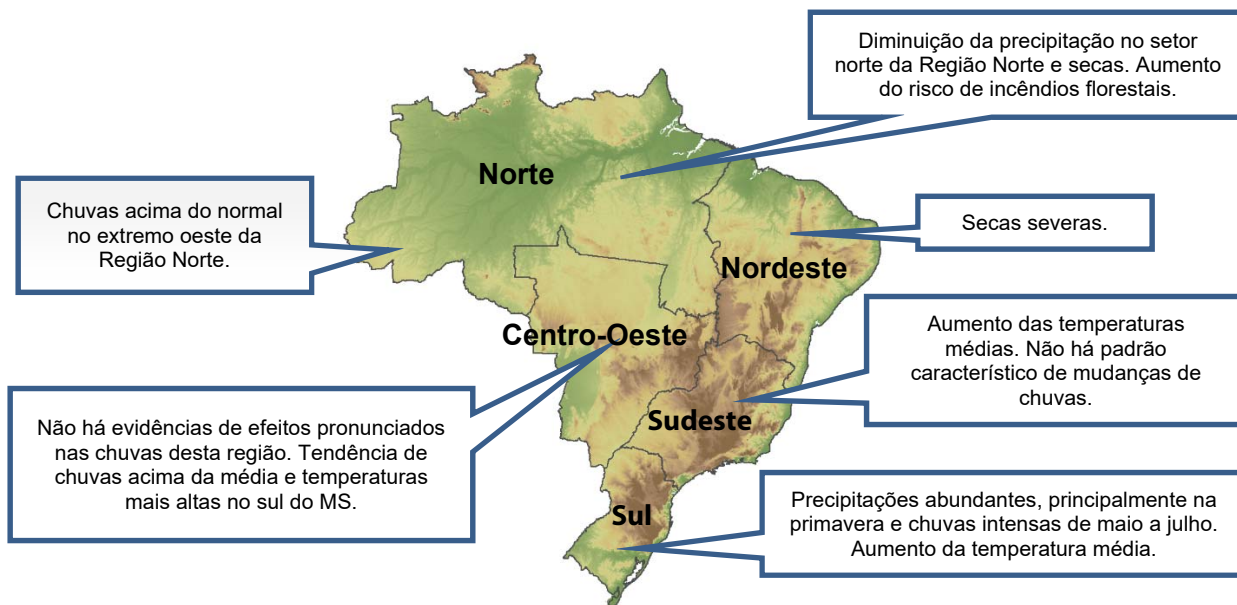 Diminuição da precipitação no setor
norte da Região Norte e secas. Aumento
do risco de incêndios florestais.
Norte
Chuvas acima do normal
no extremo oeste da
Região Norte.
Secas severas.
Nordeste
Centro-Oeste
Aumento das temperaturas
médias. Não há padrão
característico de mudanças de
chuvas.
Sudeste
Não há evidências de efeitos pronunciados
nas chuvas desta região. Tendência de
chuvas acima da média e temperaturas
mais altas no sul do MS.
Sul
Precipitações abundantes, principalmente na
primavera e chuvas intensas de maio a julho.
Aumento da temperatura média.